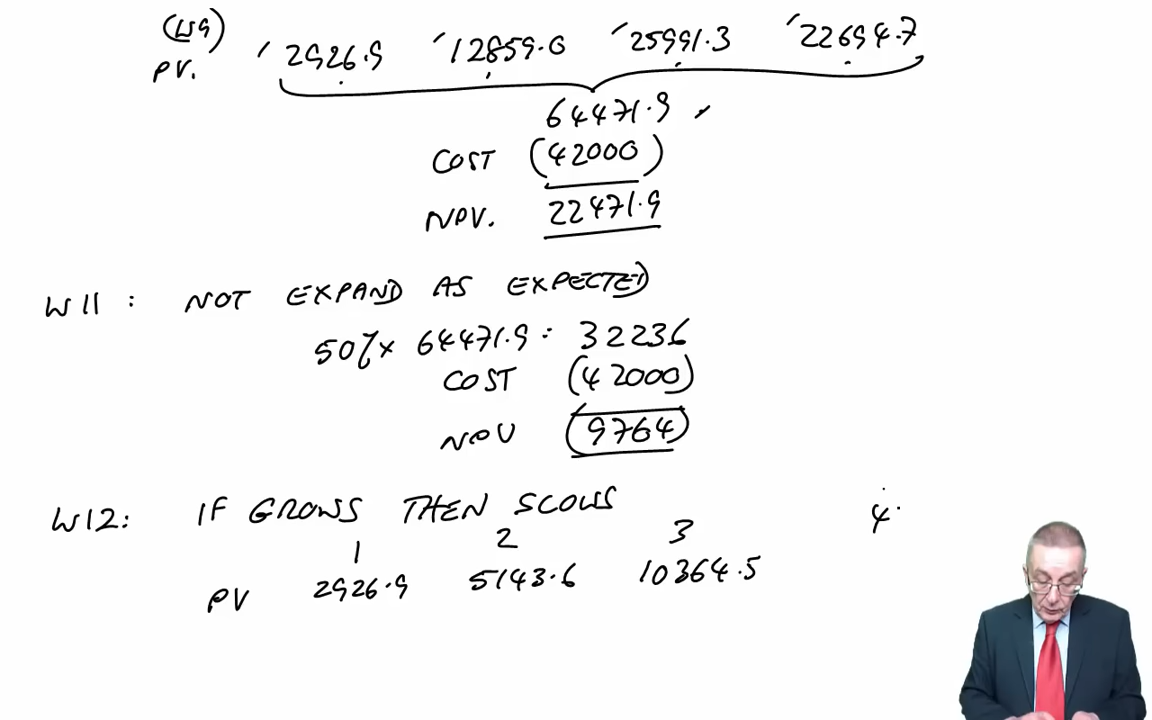 (W9)
PV. 2926.9 12859.0 25991.3 22694.7
64471.9
COST (42000)
NPV. 22471.9
W11: NOT EXPAND AS EXPECTED
50% x 64471.9 : 32236
COST (42000)
NPV (9764)
W12: IF GROWS THEN SLOWS
1 2 3 4.
PV 2926.9 5143.6 10364.5